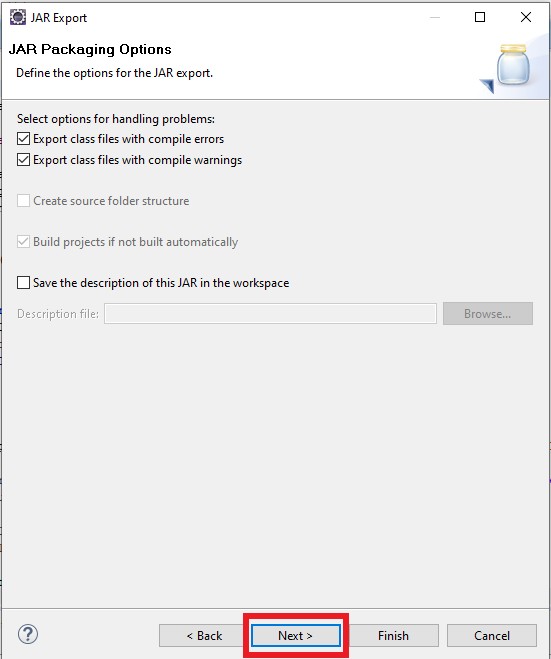 JAR Export
JAR Packaging Options
Define the options for the JAR export.
Select options for handling problems:
Export class files with compile errors
Export class files with compile warnings
Create source folder structure
Build projects if not built automatically
Save the description of this JAR in the workspace
Description file:
Browse...
?
< Back
Next >
Finish
Cancel